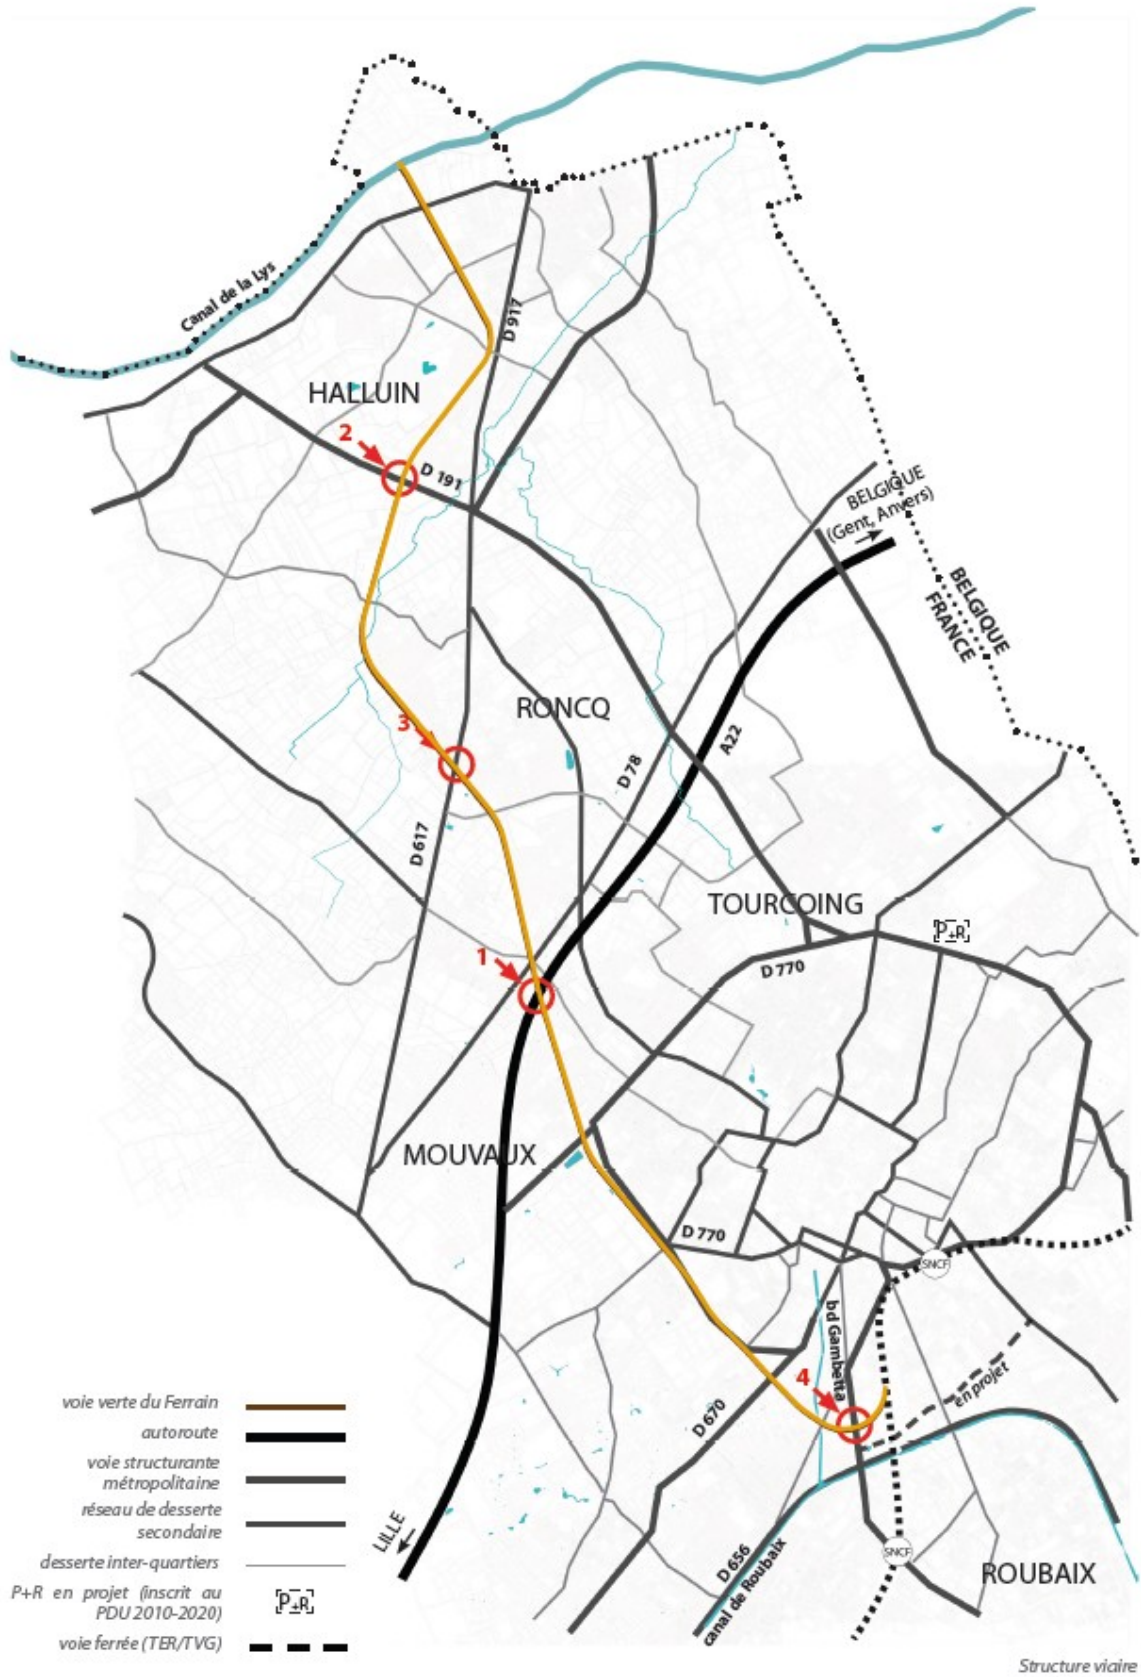 Canal de la Lys
D 917
HALLUIN
2
D 191
BELGIQUE
(Gent, Anvers)
BELGIQUE
FRANCE
RONCQ
3
A22
D 78
D 617
TOURCOING
P+R
1
D 770
MOUVAUX
D 770
SNCF
bd Gambetta
4
en projet
D 670
LILLE
SNCF
D 656
canal de Roubaix
ROUBAIX
voie verte du Ferrain
autoroute
voie structurante
métropolitaine
réseau de desserte
secondaire
desserte inter-quartiers
P+R en projet (inscrit au
PDU 2010-2020)
P+R
voie ferrée (TER/TVG)
Structure viaire